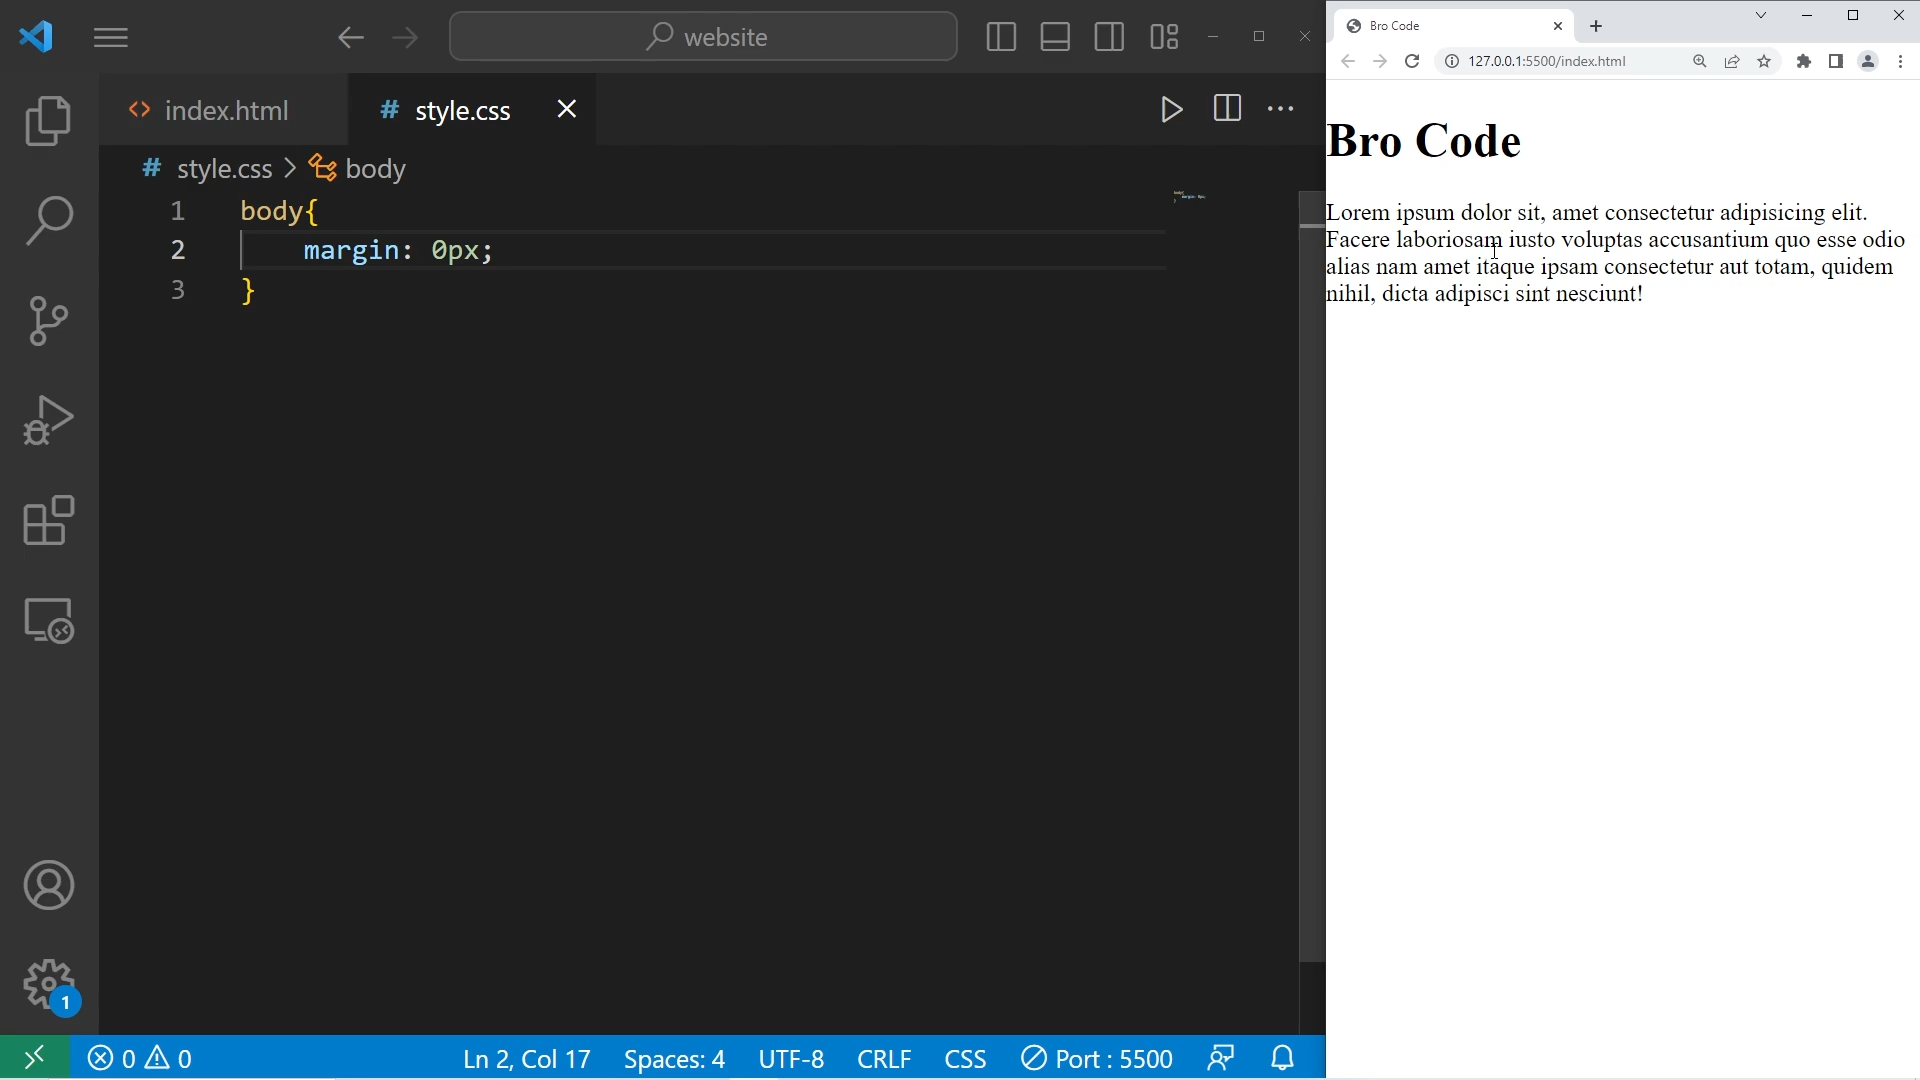 website
index.html
# style.css
# style.css > body
1 body{
2 margin: 0px;
3 }
1
0 0
Ln 2, Col 17
Spaces: 4
UTF-8
CRLF
CSS
Port : 5500
Bro Code
127.0.0.1:5500/index.html
Bro Code
Lorem ipsum dolor sit, amet consectetur adipisicing elit.
Facere laboriosam iusto voluptas accusantium quo esse odio
alias nam amet itaque ipsam consectetur aut totam, quidem
nihil, dicta adipisci sint nesciunt!